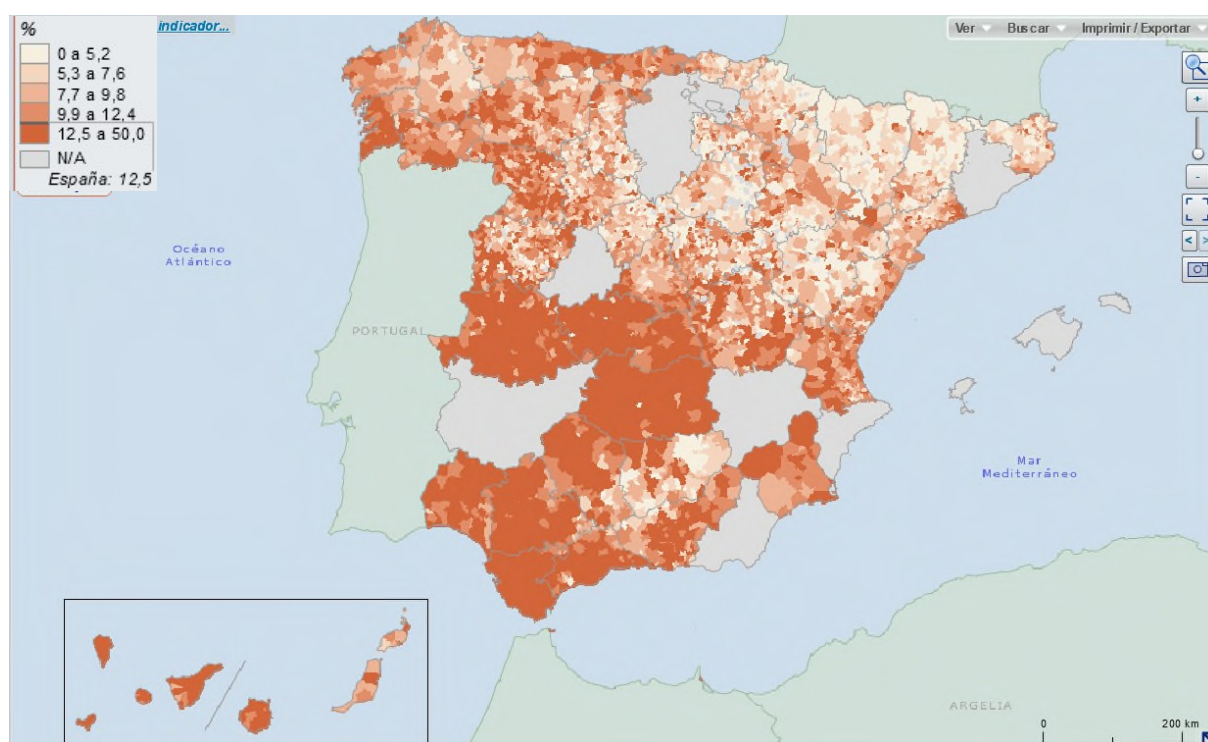 %
indicador...
0 a 5,2
5,3 a 7,6
7,7 a 9,8
9,9 a 12,4
12,5 a 50,0
N/A
España: 12,5
Ver
Buscar
Imprimir / Exportar
+
-
< >
Océano
Atlántico
PORTUGAL
Mar
Mediterráneo
ARGELIA
0
200 km